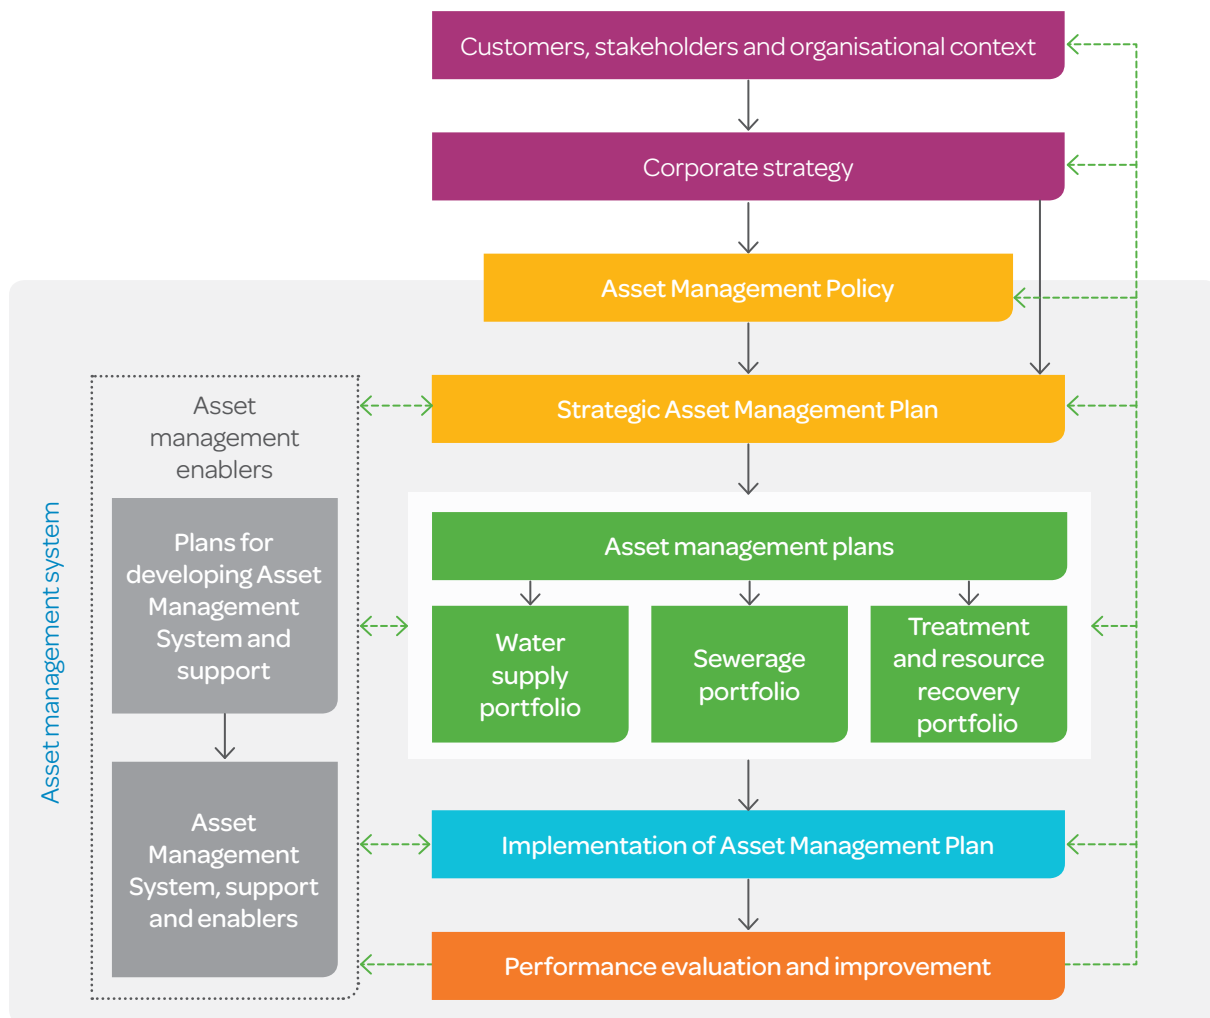 Customers, stakeholders and organisational context
Corporate strategy
Asset Management Policy
Strategic Asset Management Plan
Asset
management
enablers
Plans for
developing Asset
Management
System and
support
Asset
Management
System, support
and enablers
Asset management system
Asset management plans
Water
supply
portfolio
Sewerage
portfolio
Treatment
and resource
recovery
portfolio
Implementation of Asset Management Plan
Performance evaluation and improvement